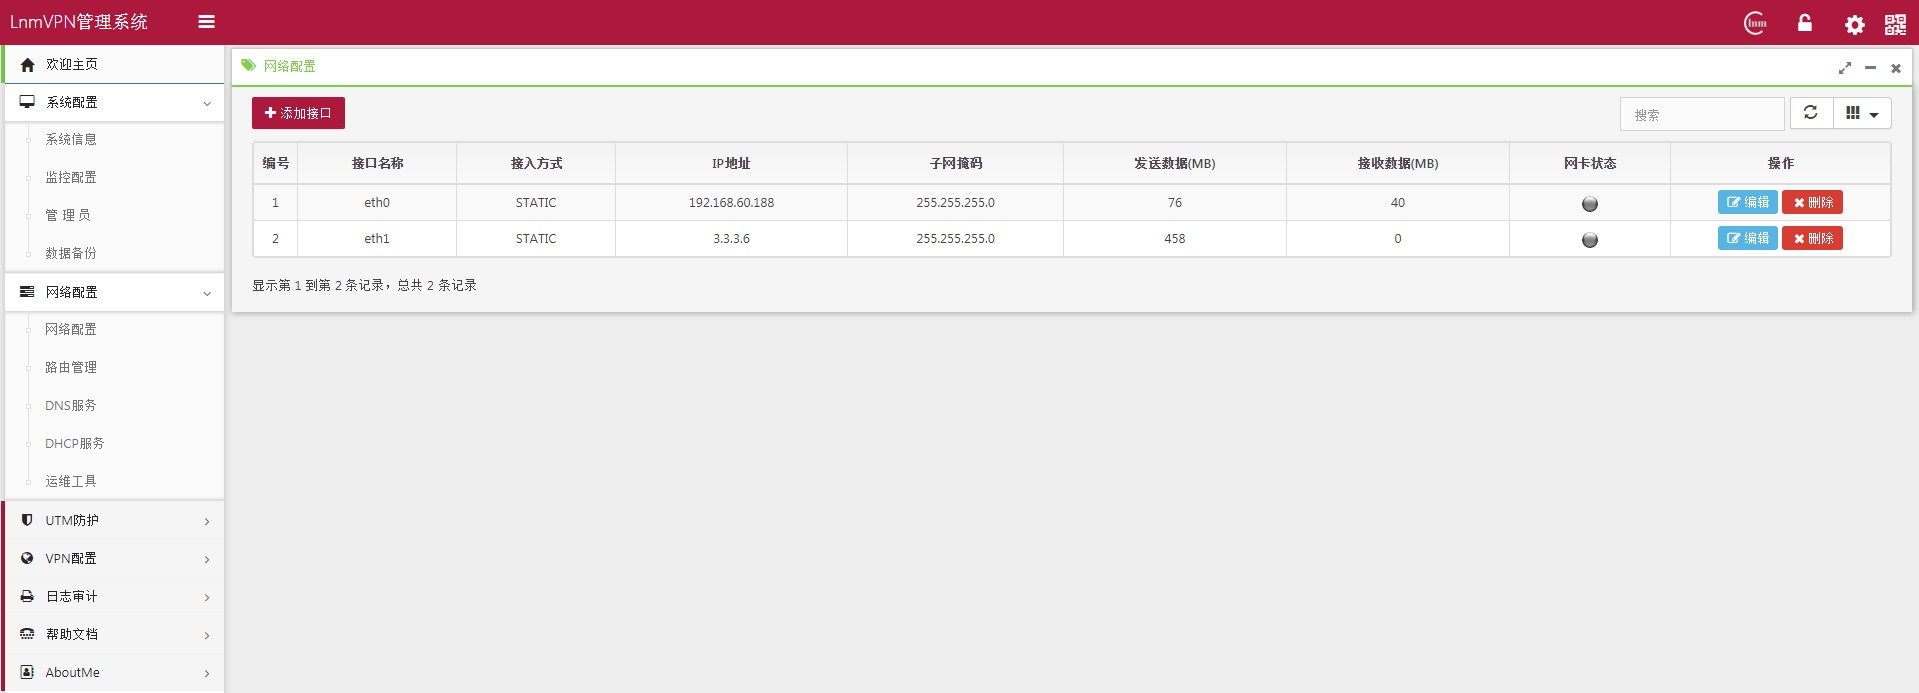 LnmVPN管理系统
lnm
欢迎主页
系统配置
系统信息
监控配置
管 理 员
数据备份
网络配置
网络配置
路由管理
DNS服务
DHCP服务
运维工具
UTM防护
VPN配置
日志审计
帮助文档
AboutMe
网络配置
添加接口
搜索
编号 接口名称 接入方式 IP地址 子网掩码 发送数据(MB) 接收数据(MB) 网卡状态 操作
1 eth0 STATIC 192.168.60.188 255.255.255.0 76 40 编辑 删除
2 eth1 STATIC 3.3.3.6 255.255.255.0 458 0 编辑 删除
显示第 1 到第 2 条记录，总共 2 条记录